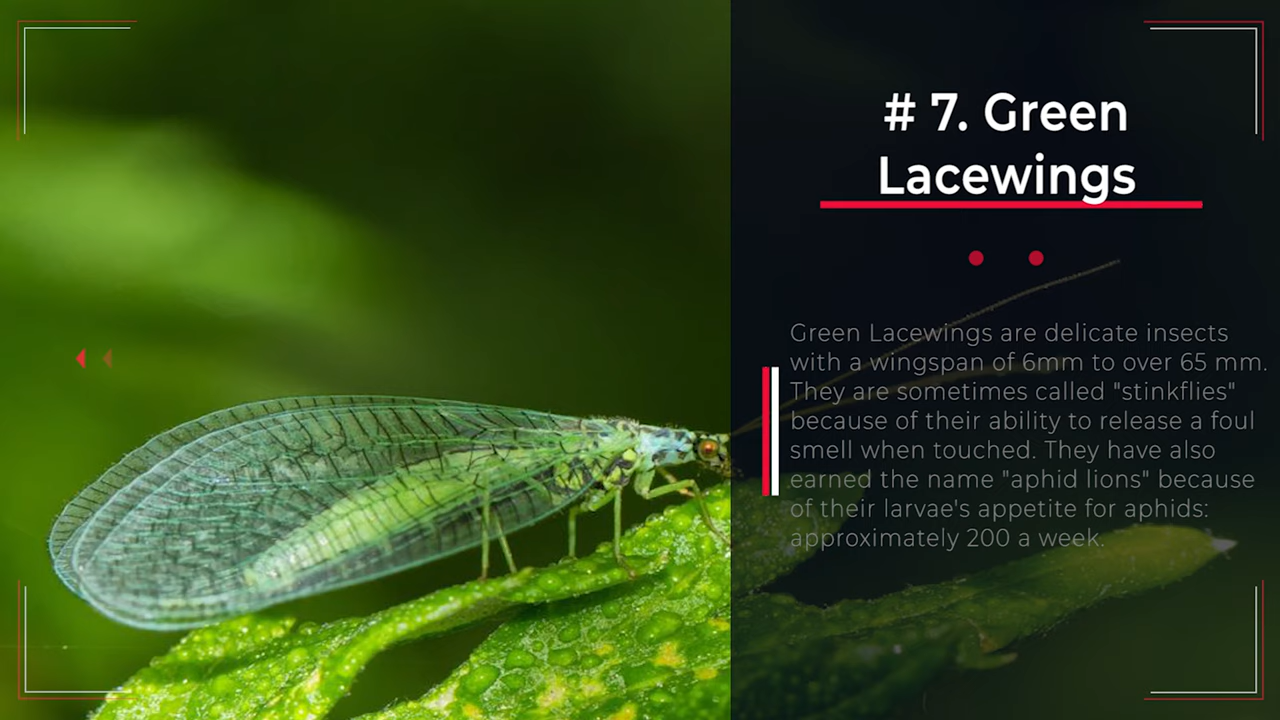 # 7. Green
Lacewings
Green Lacewings are delicate insects
with a wingspan of 6mm to over 65 mm.
They are sometimes called "stinkflies"
because of their ability to release a foul
smell when touched. They have also
earned the name "aphid lions" because
of their larvae's appetite for aphids:
approximately 200 a week.